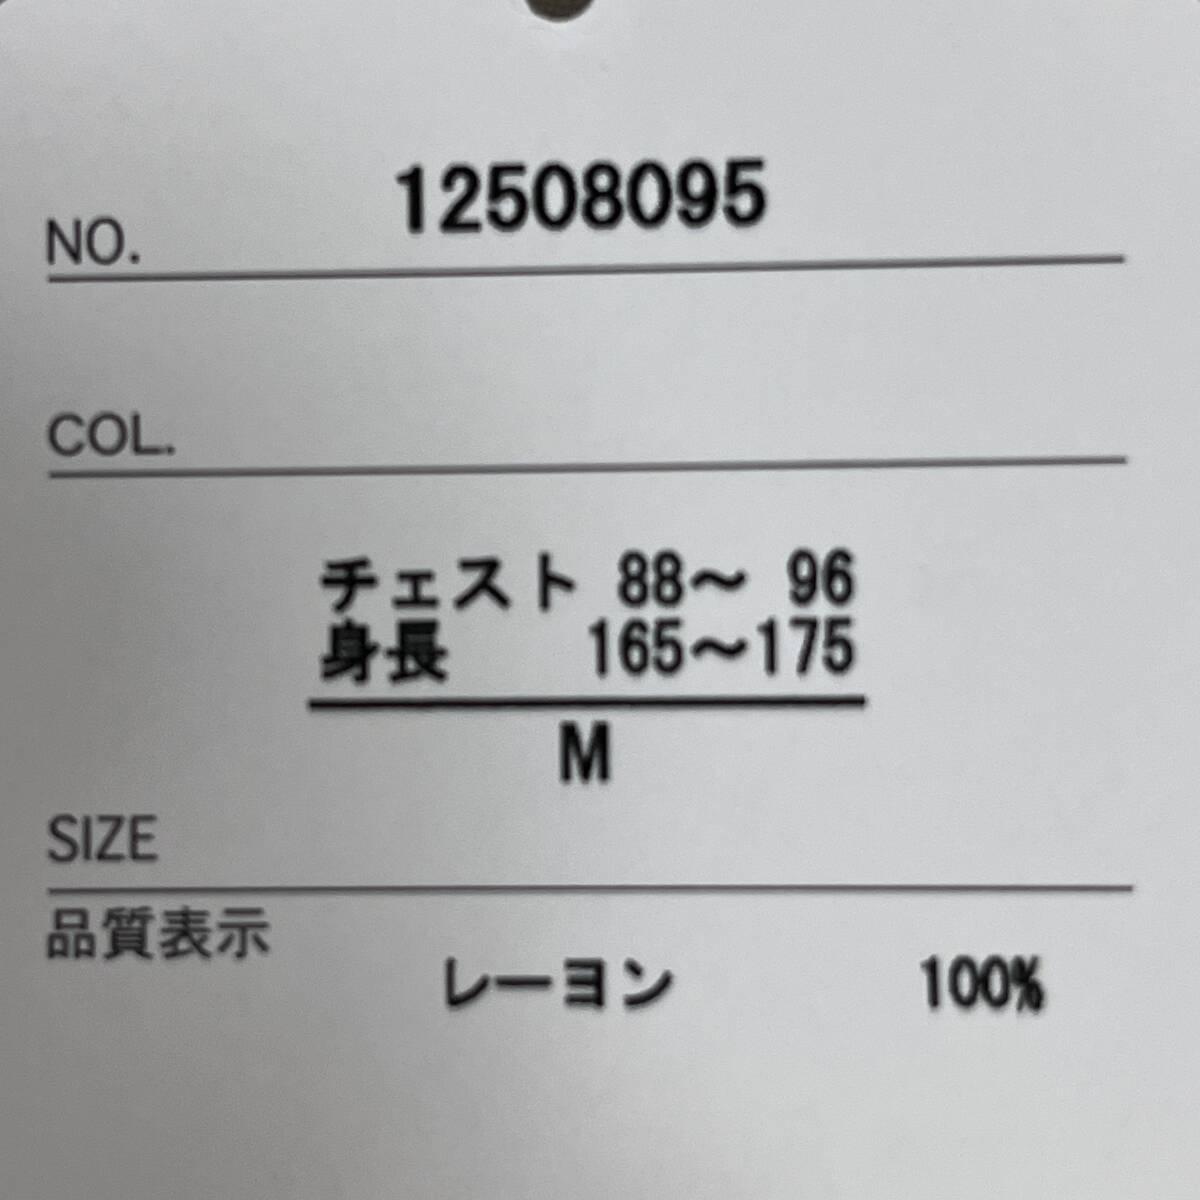 NO. 12508095
COL.
チェスト 88～ 96
身長 165～175
M
SIZE
品質表示
レーヨン 100%